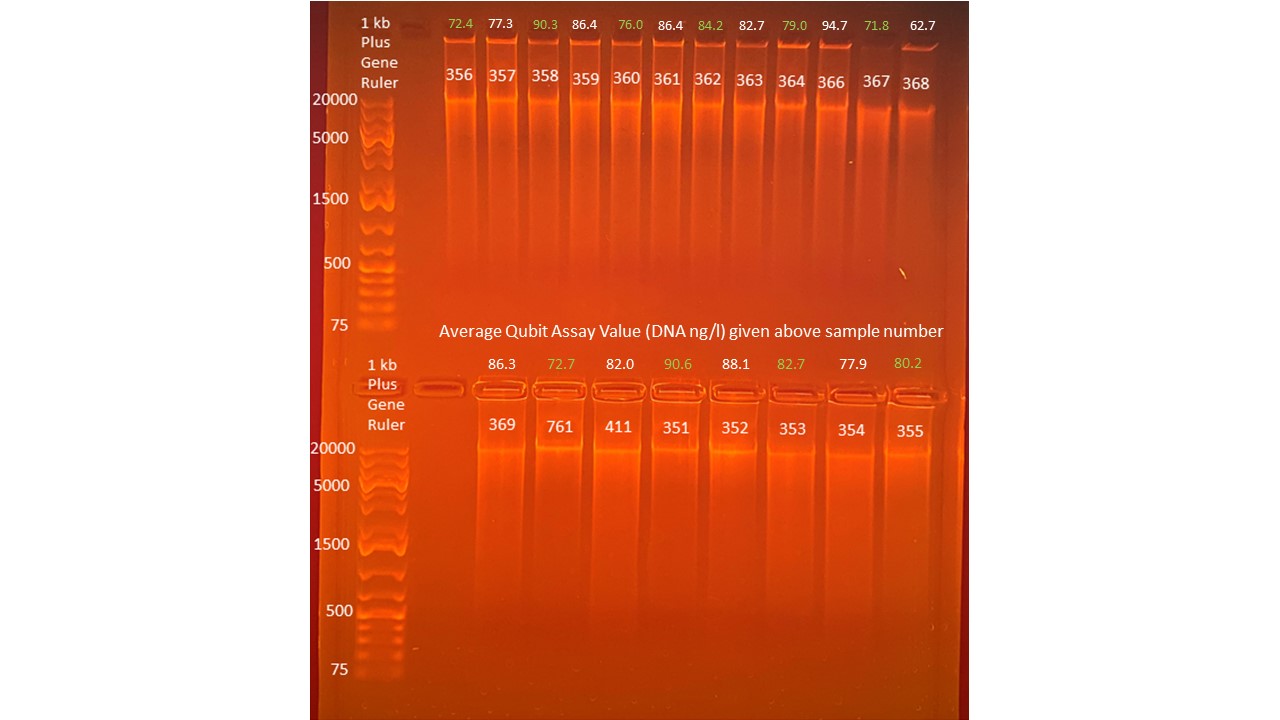 1 kb
Plus
Gene
Ruler
72.4 77.3 90.3 86.4 76.0 86.4 84.2 82.7 79.0 94.7 71.8 62.7
356 357 358 359 360 361 362 363 364 366 367 368
20000
5000
1500
500
75
Average Qubit Assay Value (DNA ng/l) given above sample number
1 kb
Plus
Gene
Ruler
86.3 72.7 82.0 90.6 88.1 82.7 77.9 80.2
369 761 411 351 352 353 354 355
20000
5000
1500
500
75